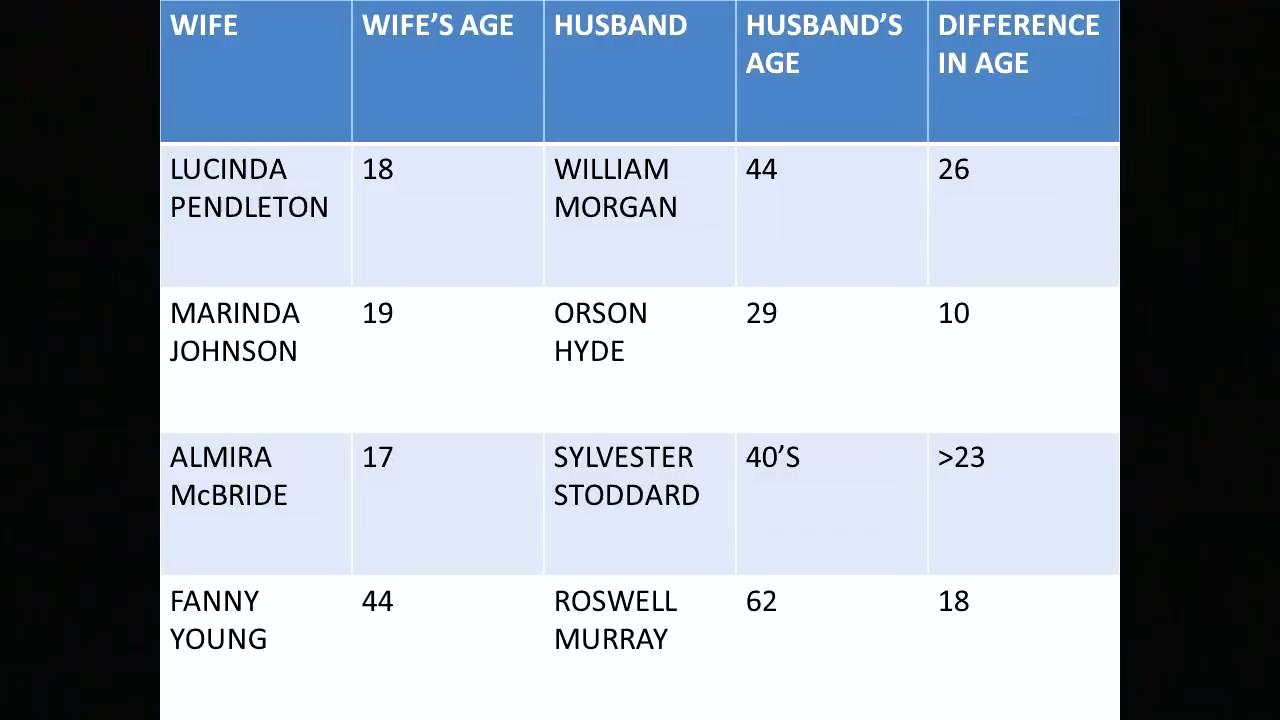 WIFE WIFE’S AGE HUSBAND HUSBAND’S AGE DIFFERENCE IN AGE
LUCINDA PENDLETON 18 WILLIAM MORGAN 44 26
MARINDA JOHNSON 19 ORSON HYDE 29 10
ALMIRA McBRIDE 17 SYLVESTER STODDARD 40’S >23
FANNY YOUNG 44 ROSWELL MURRAY 62 18